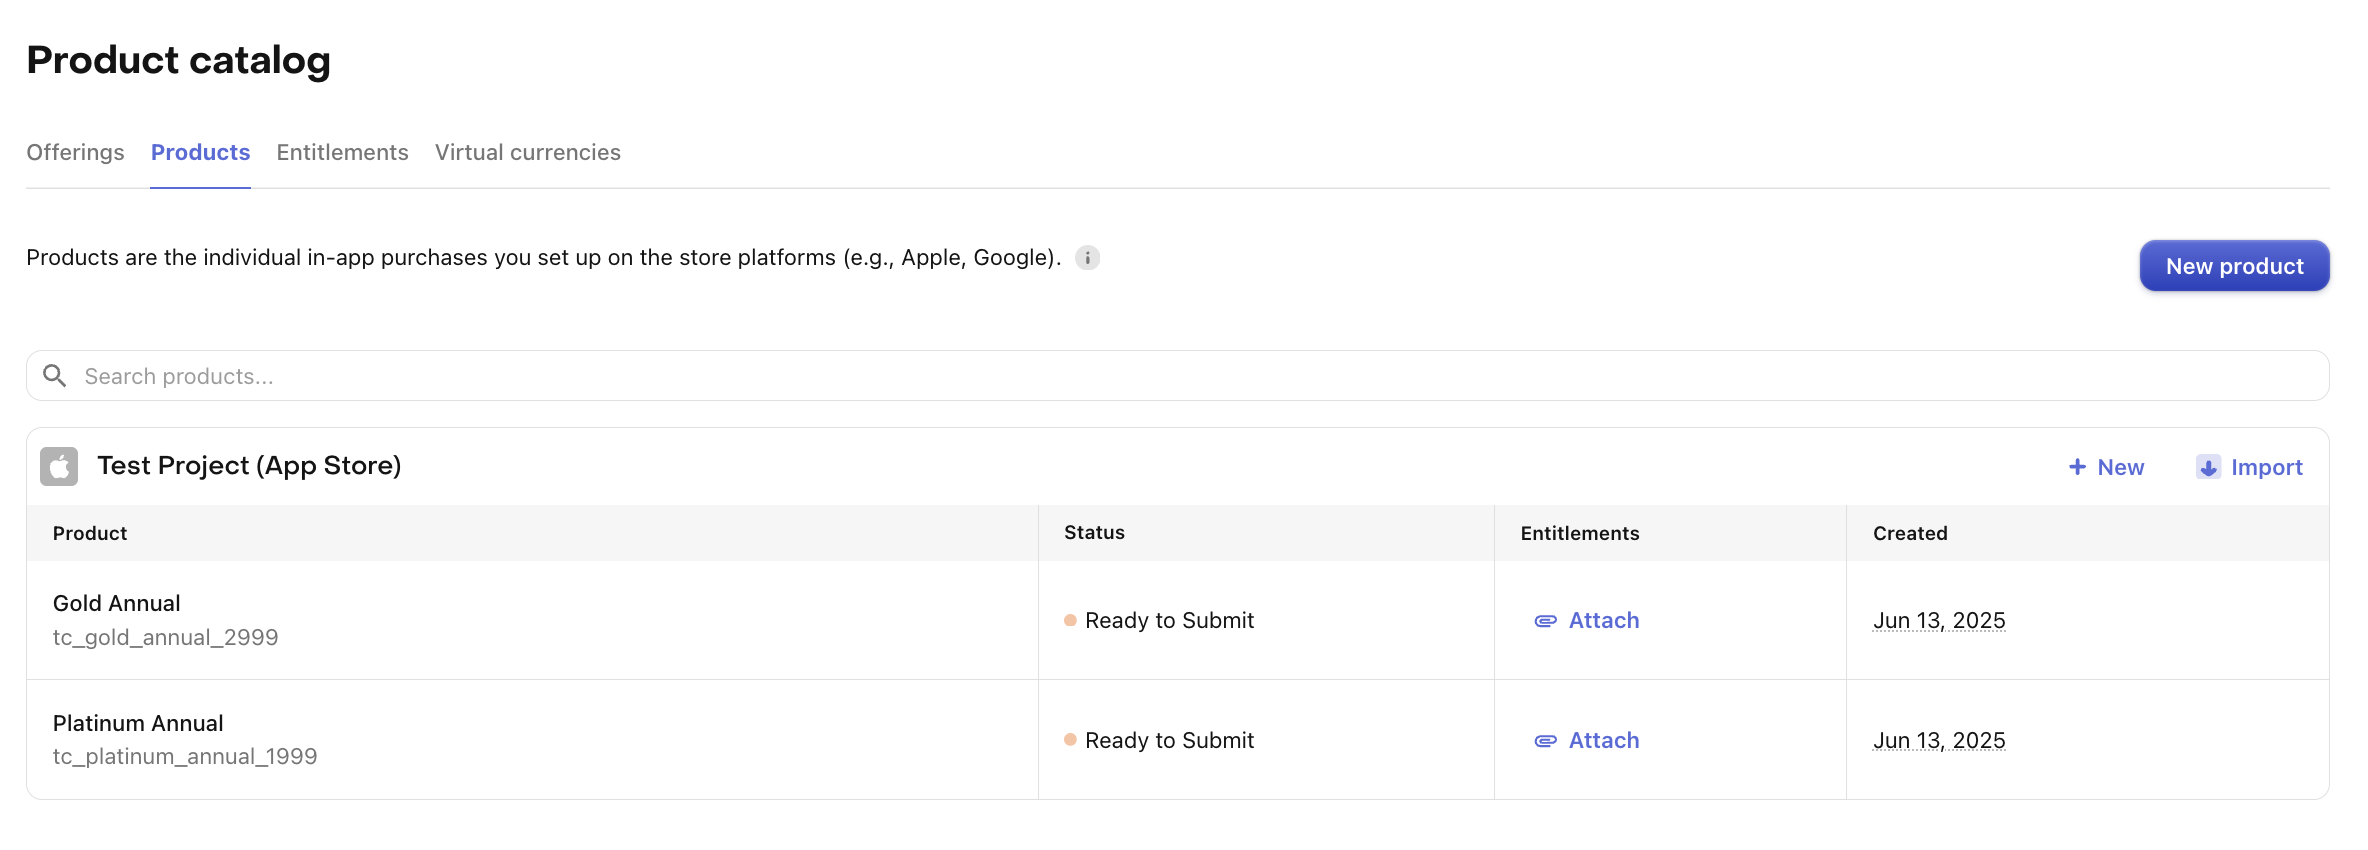 Product catalog
Offerings Products Entitlements Virtual currencies
Products are the individual in-app purchases you set up on the store platforms (e.g., Apple, Google).
New product
Search products...
Test Project (App Store)
New Import
Product Status Entitlements Created
Gold Annual
tc_gold_annual_2999
Ready to Submit Attach Jun 13, 2025
Platinum Annual
tc_platinum_annual_1999
Ready to Submit Attach Jun 13, 2025